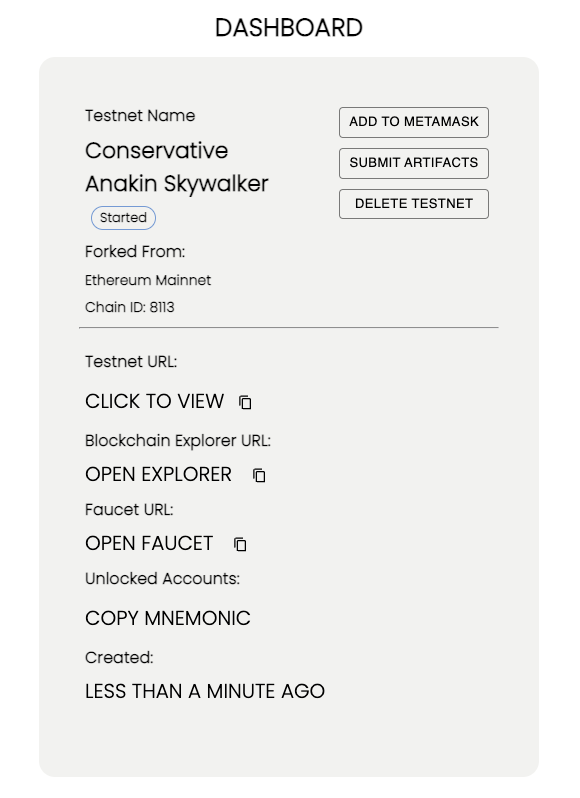 DASHBOARD
Testnet Name
Conservative
Anakin Skywalker
Started
ADD TO METAMASK
SUBMIT ARTIFACTS
DELETE TESTNET
Forked From:
Ethereum Mainnet
Chain ID: 8113
Testnet URL:
CLICK TO VIEW
Blockchain Explorer URL:
OPEN EXPLORER
Faucet URL:
OPEN FAUCET
Unlocked Accounts:
COPY MNEMONIC
Created:
LESS THAN A MINUTE AGO